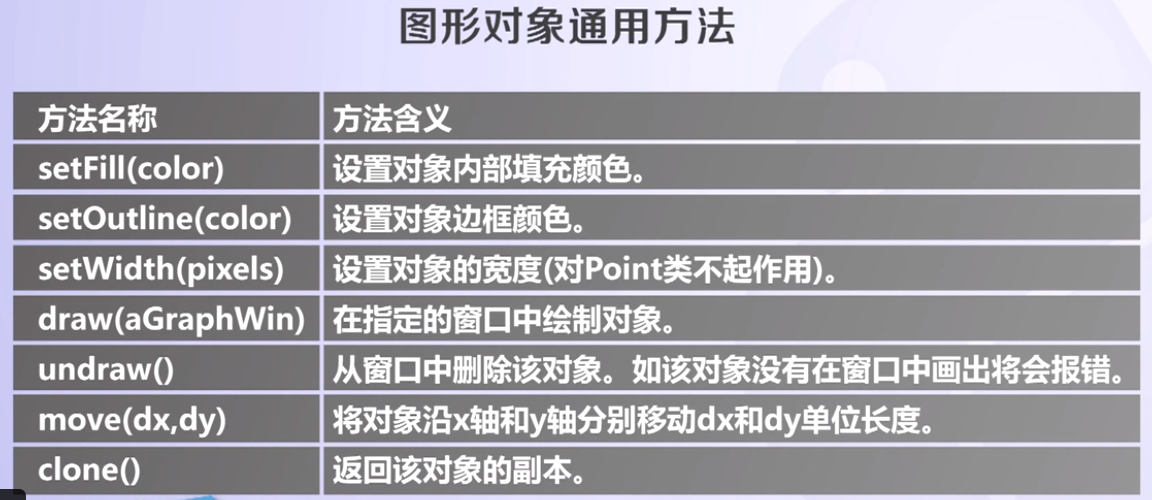 图形对象通用方法
方法名称 方法含义
setFill(color) 设置对象内部填充颜色。
setOutline(color) 设置对象边框颜色。
setWidth(pixels) 设置对象的宽度(对Point类不起作用)。
draw(aGraphWin) 在指定的窗口中绘制对象。
undraw() 从窗口中删除该对象。如该对象没有在窗口中画出将会报错。
move(dx,dy) 将对象沿x轴和y轴分别移动dx和dy单位长度。
clone() 返回该对象的副本。